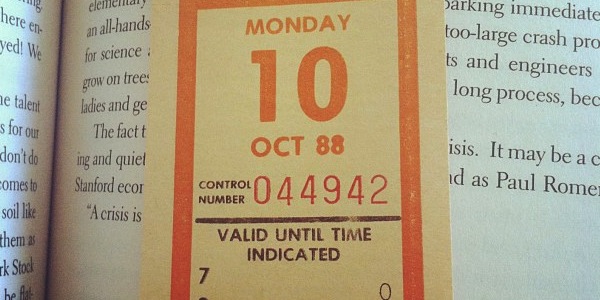 here en-
yed! We
e talent
s for our
don't do
comes to
soil like
them as
rk Stock
elementary
an all-hands-
for science
grow on trees
ladies and ge
The fact t
ing and quiet
Stanford econ
"A crisis is
MONDAY
10
OCT 88
CONTROL
NUMBER 044942
VALID UNTIL TIME
INDICATED
7
0
parking immediate
too-large crash pro
ts and engineers
long process, bec
isis. It may be a c
d as Paul Romer